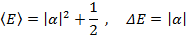 ⟨E⟩ = |α|² + 1/2 ,   ΔE = |α|